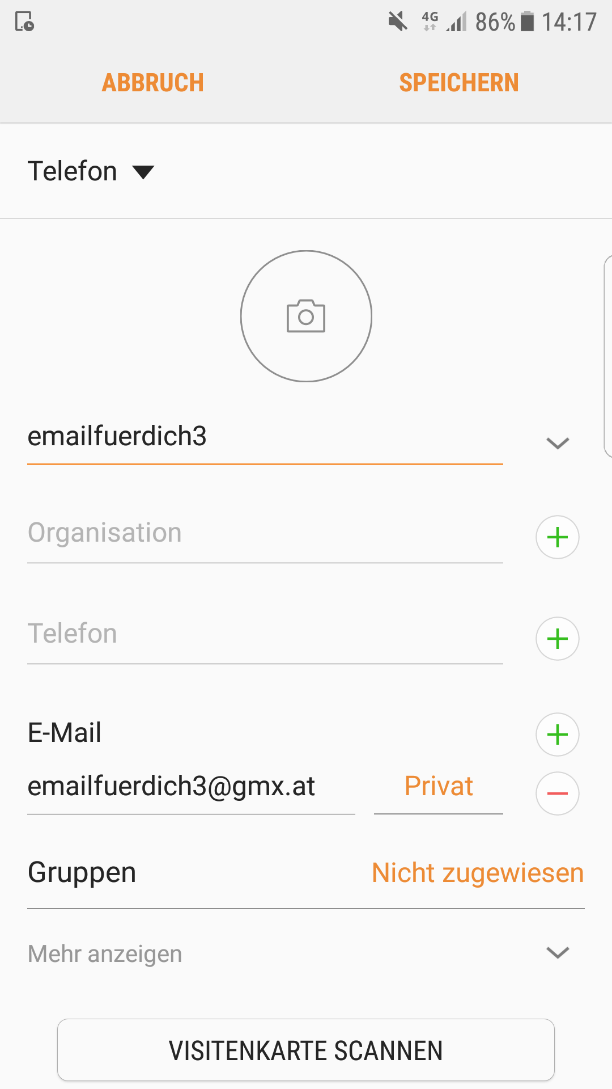 4G 86% 14:17
ABBRUCH SPEICHERN
Telefon
emailfuerdich3
Organisation
Telefon
E-Mail
emailfuerdich3@gmx.at Privat
Gruppen Nicht zugewiesen
Mehr anzeigen
VISITENKARTE SCANNEN